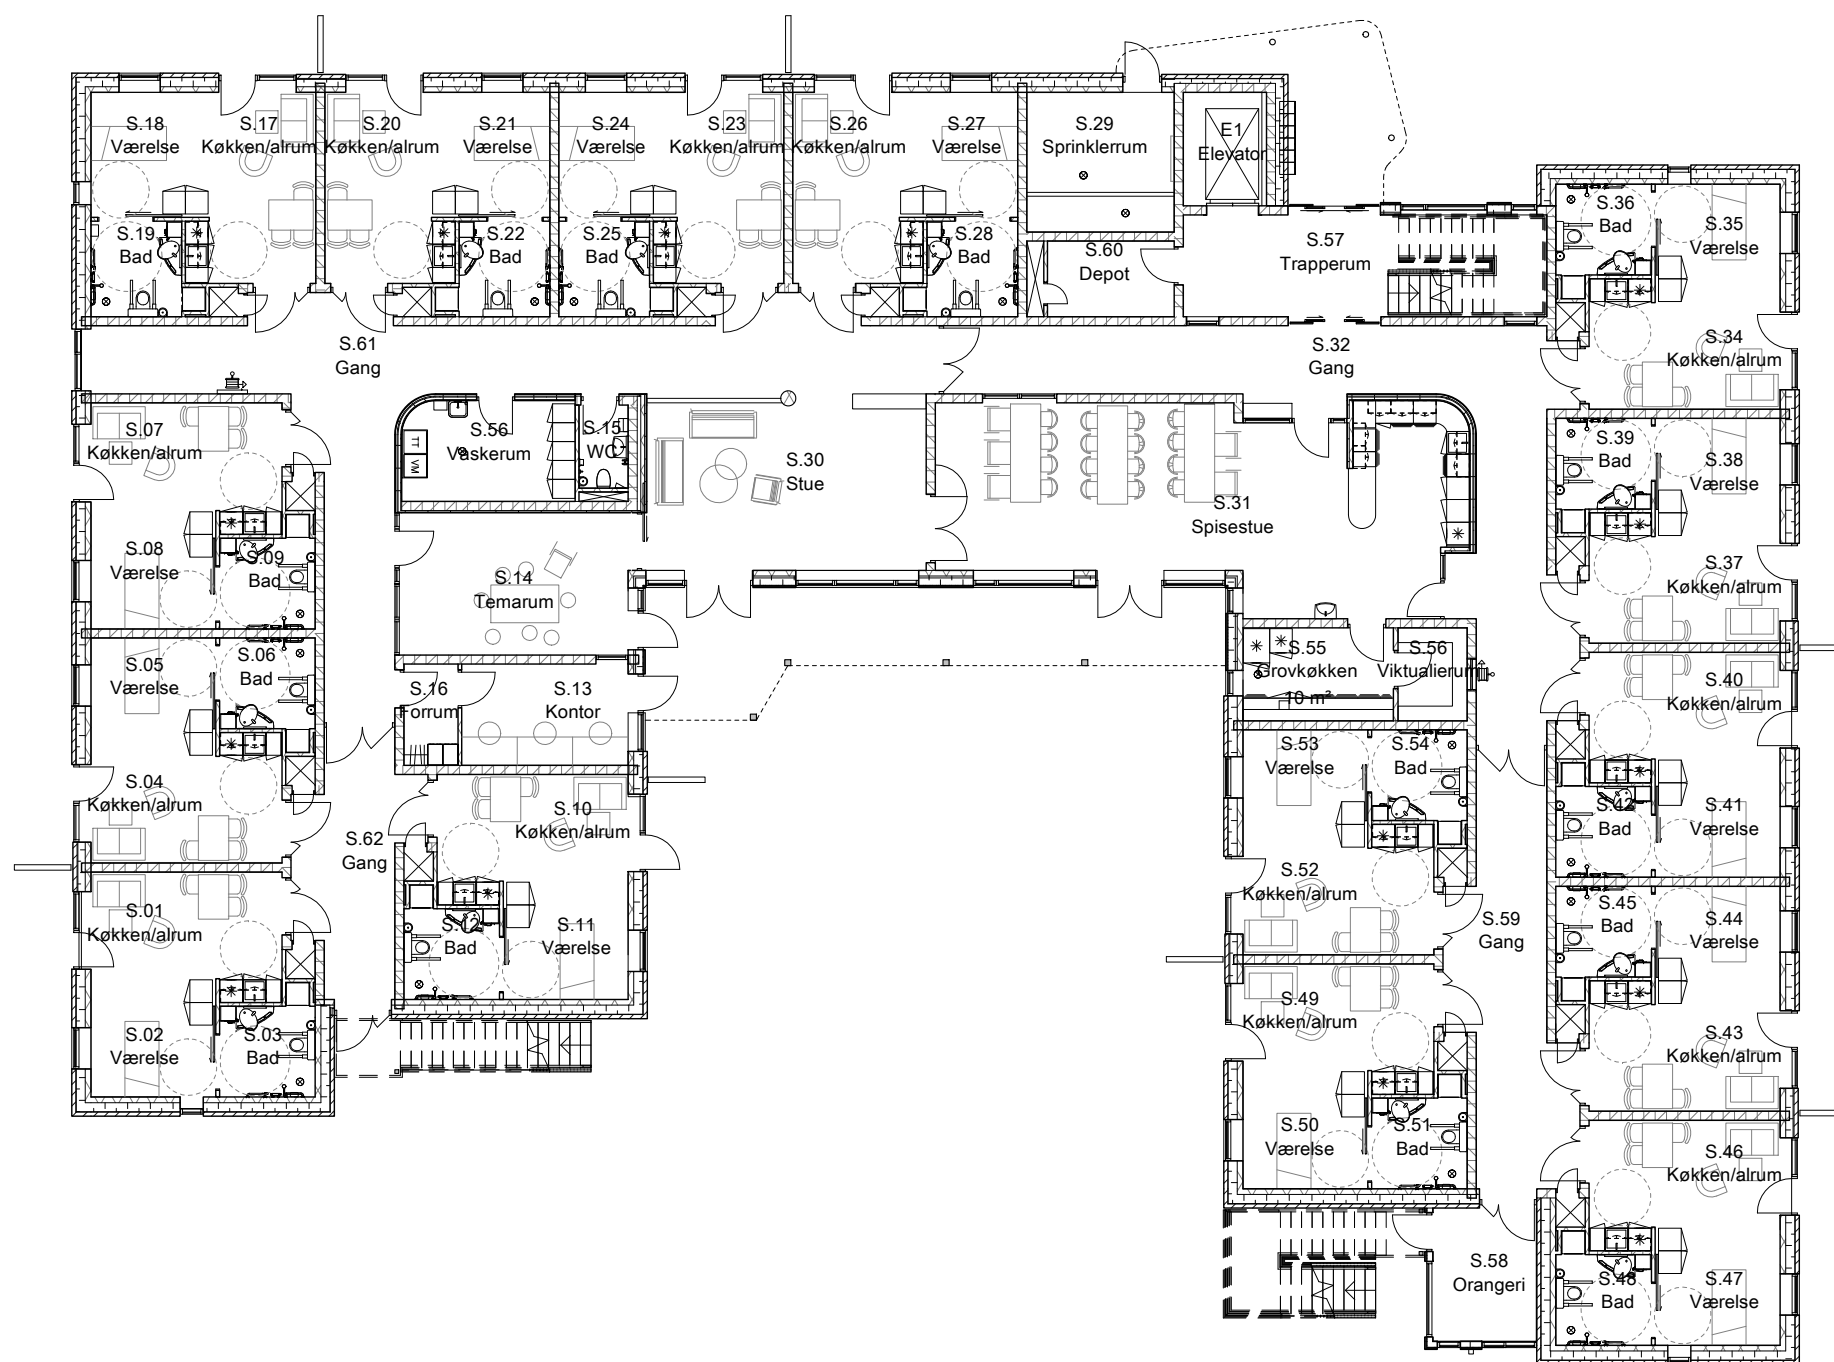 S.18
Værelse
S.17
Køkken/alrum
S.20
Køkken/alrum
S.21
Værelse
S.24
Værelse
S.23
Køkken/alrum
S.26
Køkken/alrum
S.27
Værelse
S.29
Sprinklerrum
E1
Elevator
S.19
Bad
S.22
Bad
S.25
Bad
S.28
Bad
S.60
Depot
S.57
Trapperum
S.36
Bad
S.35
Værelse
S.61
Gang
S.32
Gang
S.34
Køkken/alrum
S.07
Køkken/alrum
TT
VM
S.56
Vaskerum
S.15
WC
S.30
Stue
S.31
Spisestue
S.39
Bad
S.38
Værelse
S.08
Værelse
S.09
Bad
S.14
Temarum
S.37
Køkken/alrum
S.05
Værelse
S.06
Bad
S.16
Forrum
S.13
Kontor
S.55
Grovkøkken
10 m²
S.56
Viktualierum
S.40
Køkken/alrum
S.04
Køkken/alrum
S.62
Gang
S.10
Køkken/alrum
S.53
Værelse
S.54
Bad
S.42
Bad
S.41
Værelse
S.01
Køkken/alrum
S.12
Bad
S.11
Værelse
S.52
Køkken/alrum
S.59
Gang
S.45
Bad
S.44
Værelse
S.02
Værelse
S.03
Bad
S.49
Køkken/alrum
S.43
Køkken/alrum
S.50
Værelse
S.51
Bad
S.46
Køkken/alrum
S.58
Orangeri
S.48
Bad
S.47
Værelse